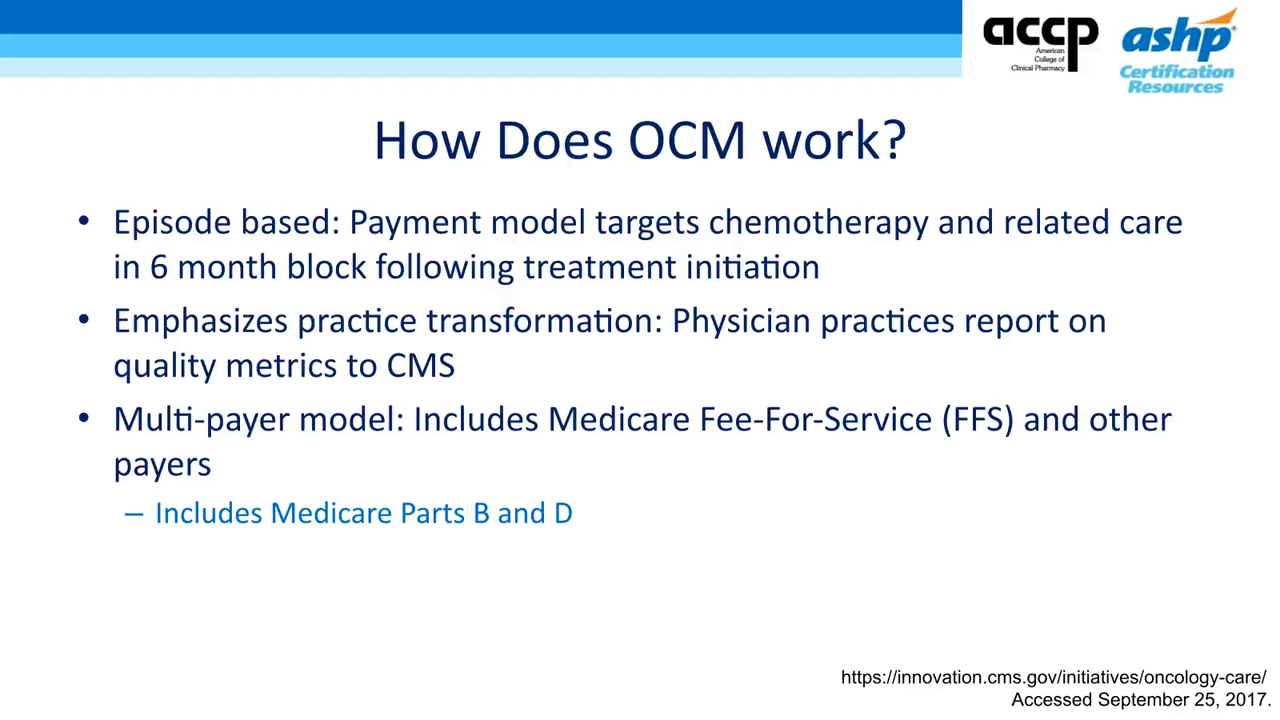 accp
American
College of
Clinical Pharmacy
ashp®
Certification
Resources
How Does OCM work?
• Episode based: Payment model targets chemotherapy and related care
in 6 month block following treatment initiation
• Emphasizes practice transformation: Physician practices report on
quality metrics to CMS
• Multi-payer model: Includes Medicare Fee-For-Service (FFS) and other
payers
– Includes Medicare Parts B and D
https://innovation.cms.gov/initiatives/oncology-care/
Accessed September 25, 2017.